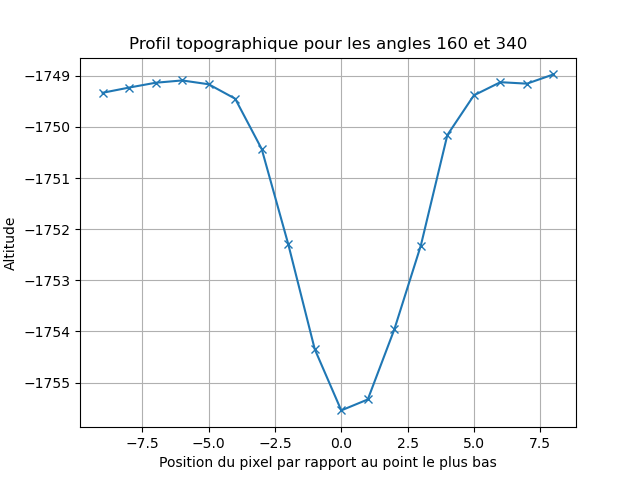 Profil topographique pour les angles 160 et 340
−1749
−1750
−1751
−1752
−1753
−1754
−1755
Altitude
−7.5 −5.0 −2.5 0.0 2.5 5.0 7.5
Position du pixel par rapport au point le plus bas